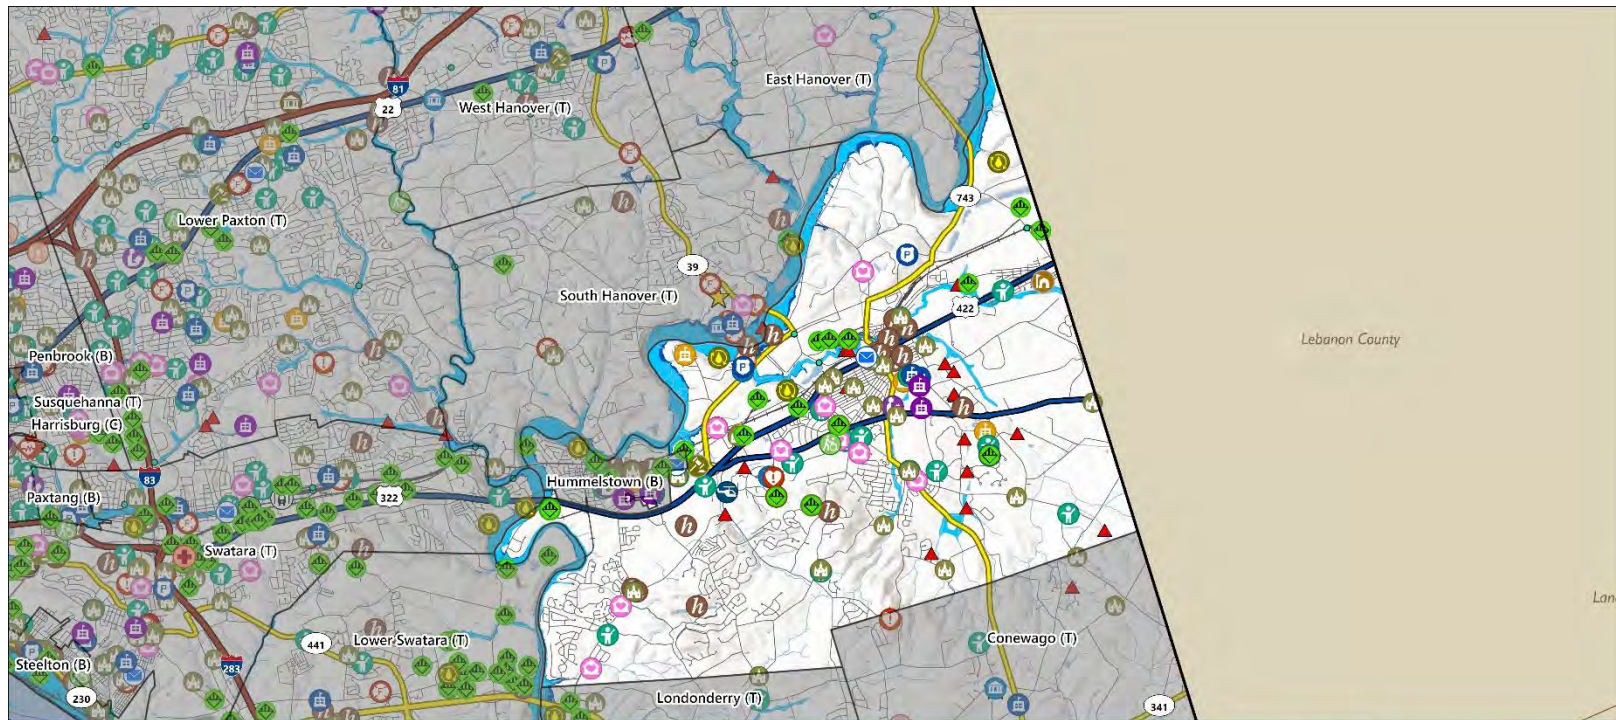 East Hanover (T)
81
22
West Hanover (T)
743
Lower Paxton (T)
39
South Hanover (T)
422
Lebanon County
Penbrook (B)
Susquehanna (T)
Harrisburg (C)
83
Hummelstown (B)
Paxtang (B)
322
Swatara (T)
441
Lower Swatara (T)
Conewago (T)
Steelton (B)
283
230
Londonderry (T)
341